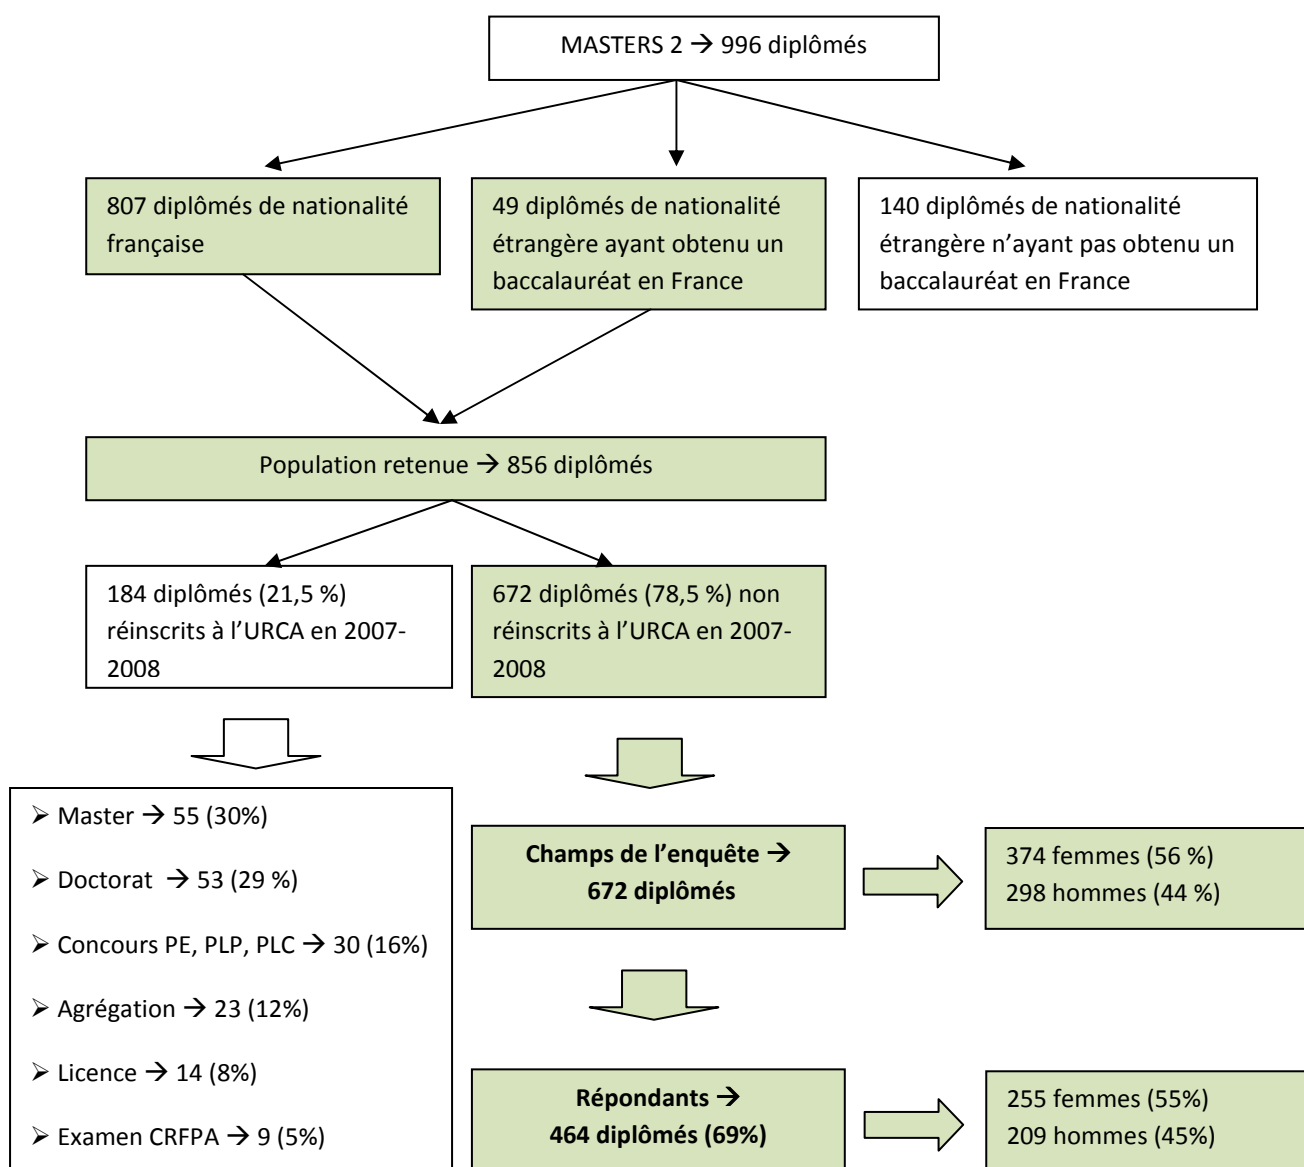 MASTERS 2 → 996 diplômés
807 diplômés de nationalité
française
49 diplômés de nationalité
étrangère ayant obtenu un
baccalauréat en France
140 diplômés de nationalité
étrangère n’ayant pas obtenu un
baccalauréat en France
Population retenue → 856 diplômés
184 diplômés (21,5 %)
réinscrits à l’URCA en 2007-
2008
672 diplômés (78,5 %) non
réinscrits à l’URCA en 2007-
2008
➢ Master → 55 (30%)
➢ Doctorat → 53 (29 %)
➢ Concours PE, PLP, PLC → 30 (16%)
➢ Agrégation → 23 (12%)
➢ Licence → 14 (8%)
➢ Examen CRFPA → 9 (5%)
Champs de l’enquête →
672 diplômés
374 femmes (56 %)
298 hommes (44 %)
Répondants →
464 diplômés (69%)
255 femmes (55%)
209 hommes (45%)